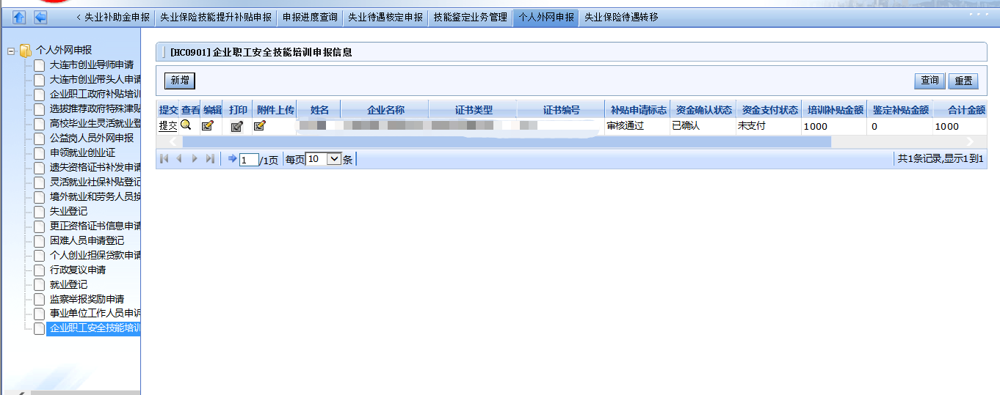 < 失业补助金申报 失业保险技能提升补贴申报 申报进度查询 失业待遇核定申报 技能鉴定业务管理 个人外网申报 失业保险待遇转移
个人外网申报
大连市创业导师申请
大连市创业带头人申请
企业职工政府补贴培训
选拔推荐政府特殊津贴
高校毕业生灵活就业登
公益岗人员外网申报
申领就业创业证
遗失资格证书补发申请
灵活就业社保补贴登记
境外就业和劳务人员换
失业登记
更正资格证书信息申请
困难人员申请登记
个人创业担保贷款申请
行政复议申请
就业登记
监察举报奖励申请
事业单位工作人员申诉
企业职工安全技能培训
[HC0901]企业职工安全技能培训申报信息
新增 查询 重置
提交 查看 编辑 打印 附件上传 姓名 企业名称 证书类型 证书编号 补贴申请标志 资金确认状态 资金支付状态 培训补贴金额 鉴定补贴金额 合计金额
提交 审核通过 已确认 未支付 1000 0 1000
1 /1页 每页 10 条 共1条记录,显示1到1